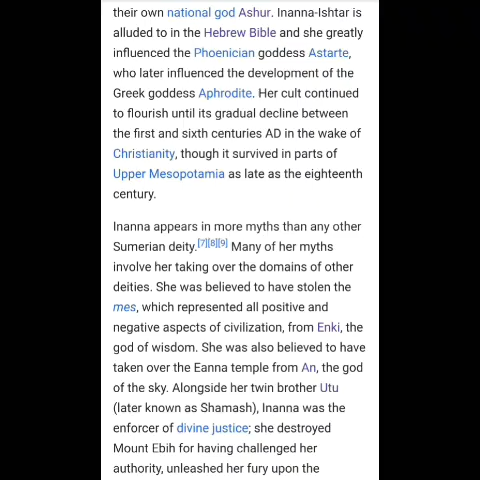 their own national god Ashur. Inanna-Ishtar is
alluded to in the Hebrew Bible and she greatly
influenced the Phoenician goddess Astarte,
who later influenced the development of the
Greek goddess Aphrodite. Her cult continued
to flourish until its gradual decline between
the first and sixth centuries AD in the wake of
Christianity, though it survived in parts of
Upper Mesopotamia as late as the eighteenth
century.
Inanna appears in more myths than any other
Sumerian deity.[7][8][9] Many of her myths
involve her taking over the domains of other
deities. She was believed to have stolen the
mes, which represented all positive and
negative aspects of civilization, from Enki, the
god of wisdom. She was also believed to have
taken over the Eanna temple from An, the god
of the sky. Alongside her twin brother Utu
(later known as Shamash), Inanna was the
enforcer of divine justice; she destroyed
Mount Ebih for having challenged her
authority, unleashed her fury upon the